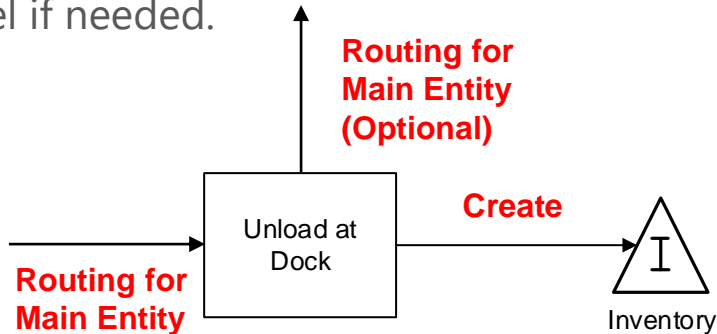 el if needed.
Routing for
Main Entity
(Optional)
Create
Unload at
Dock
Routing for
Main Entity
I
Inventory